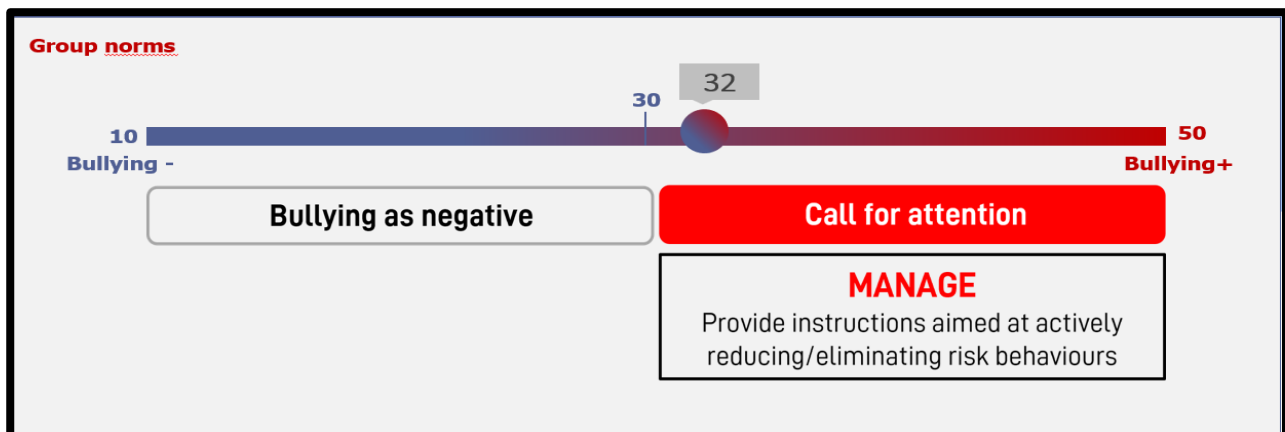 Group norms
32
30
10
50
Bullying -
Bullying+
Bullying as negative
Call for attention
MANAGE
Provide instructions aimed at actively
reducing/eliminating risk behaviours